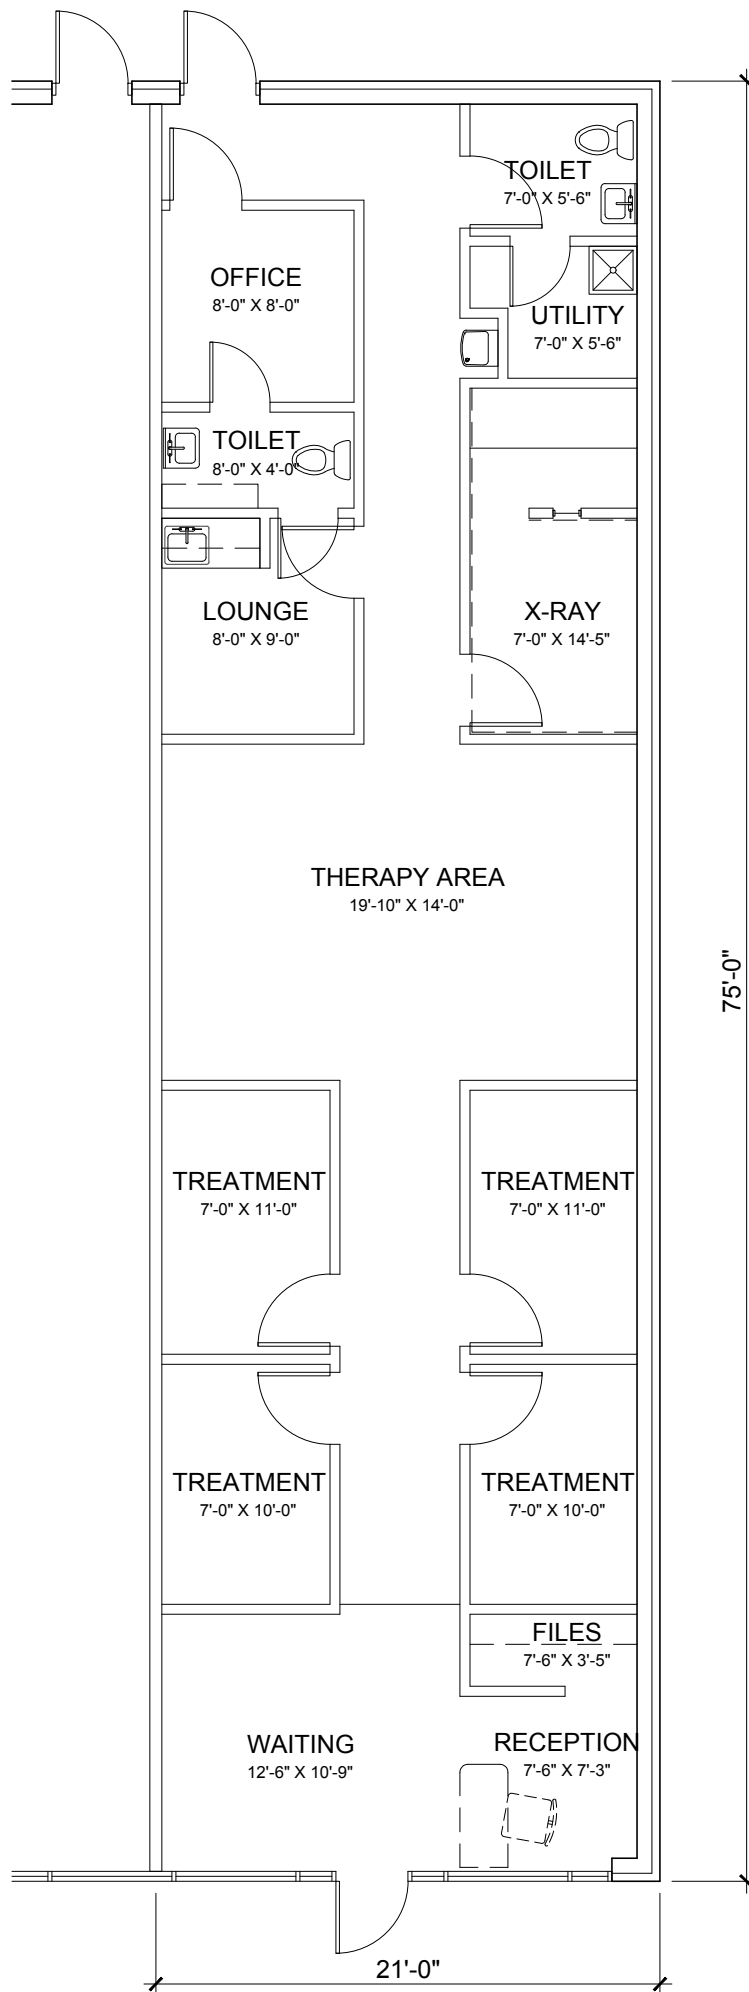 TOILET
7'-0" X 5'-6"
OFFICE
8'-0" X 8'-0"
UTILITY
7'-0" X 5'-6"
TOILET
8'-0" X 4'-0"
LOUNGE
8'-0" X 9'-0"
X-RAY
7'-0" X 14'-5"
THERAPY AREA
19'-10" X 14'-0"
75'-0"
TREATMENT
7'-0" X 11'-0"
TREATMENT
7'-0" X 11'-0"
TREATMENT
7'-0" X 10'-0"
TREATMENT
7'-0" X 10'-0"
FILES
7'-6" X 3'-5"
WAITING
12'-6" X 10'-9"
RECEPTION
7'-6" X 7'-3"
21'-0"